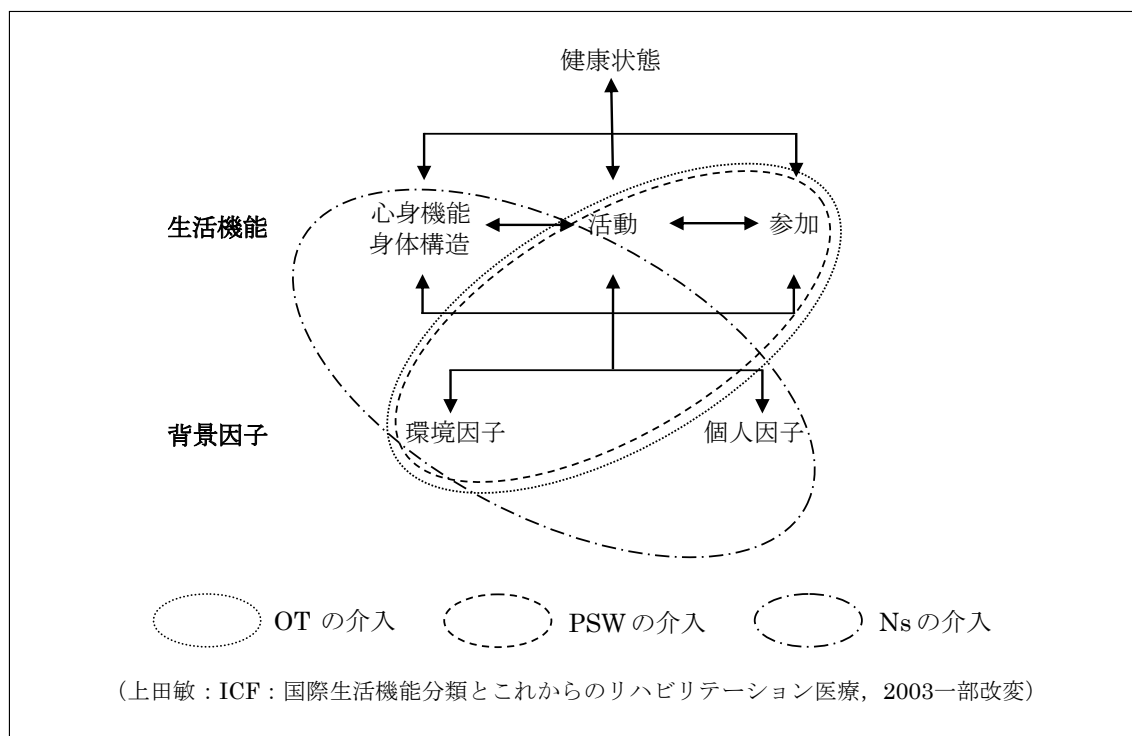 健康状態
生活機能
心身機能
身体構造
活動
参加
背景因子
環境因子
個人因子
OT の介入
PSW の介入
Ns の介入
（上田敏：ICF：国際生活機能分類とこれからのリハビリテーション医療，2003一部改変）